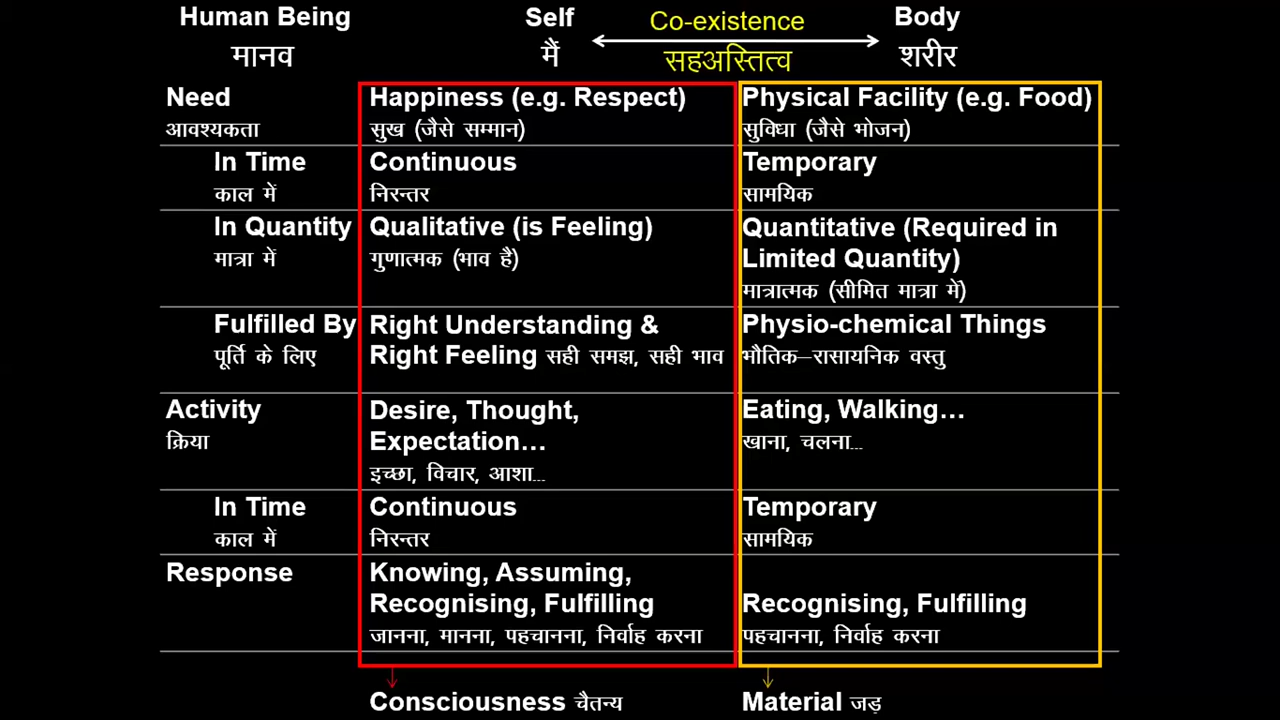 Human Being Self Co-existence Body
मानव मैं सहअस्तित्व शरीर
Need Happiness (e.g. Respect) Physical Facility (e.g. Food)
आवश्यकता सुख (जैसे सम्मान) सुविधा (जैसे भोजन)
In Time Continuous Temporary
काल में निरन्तर सामयिक
In Quantity Qualitative (is Feeling) Quantitative (Required in
Limited Quantity)
मात्रा में गुणात्मक (भाव है)
मात्रात्मक (सीमित मात्रा में)
Fulfilled By Right Understanding & Physio-chemical Things
पूर्ति के लिए Right Feeling सही समझ, सही भाव भौतिक–रासायनिक वस्तु
Activity Desire, Thought, Eating, Walking…
क्रिया Expectation… खाना, चलना...
इच्छा, विचार, आशा...
In Time Continuous Temporary
काल में निरन्तर सामयिक
Response Knowing, Assuming,
Recognising, Fulfilling Recognising, Fulfilling
जानना, मानना, पहचानना, निर्वाह करना पहचानना, निर्वाह करना
Consciousness चैतन्य Material जड़